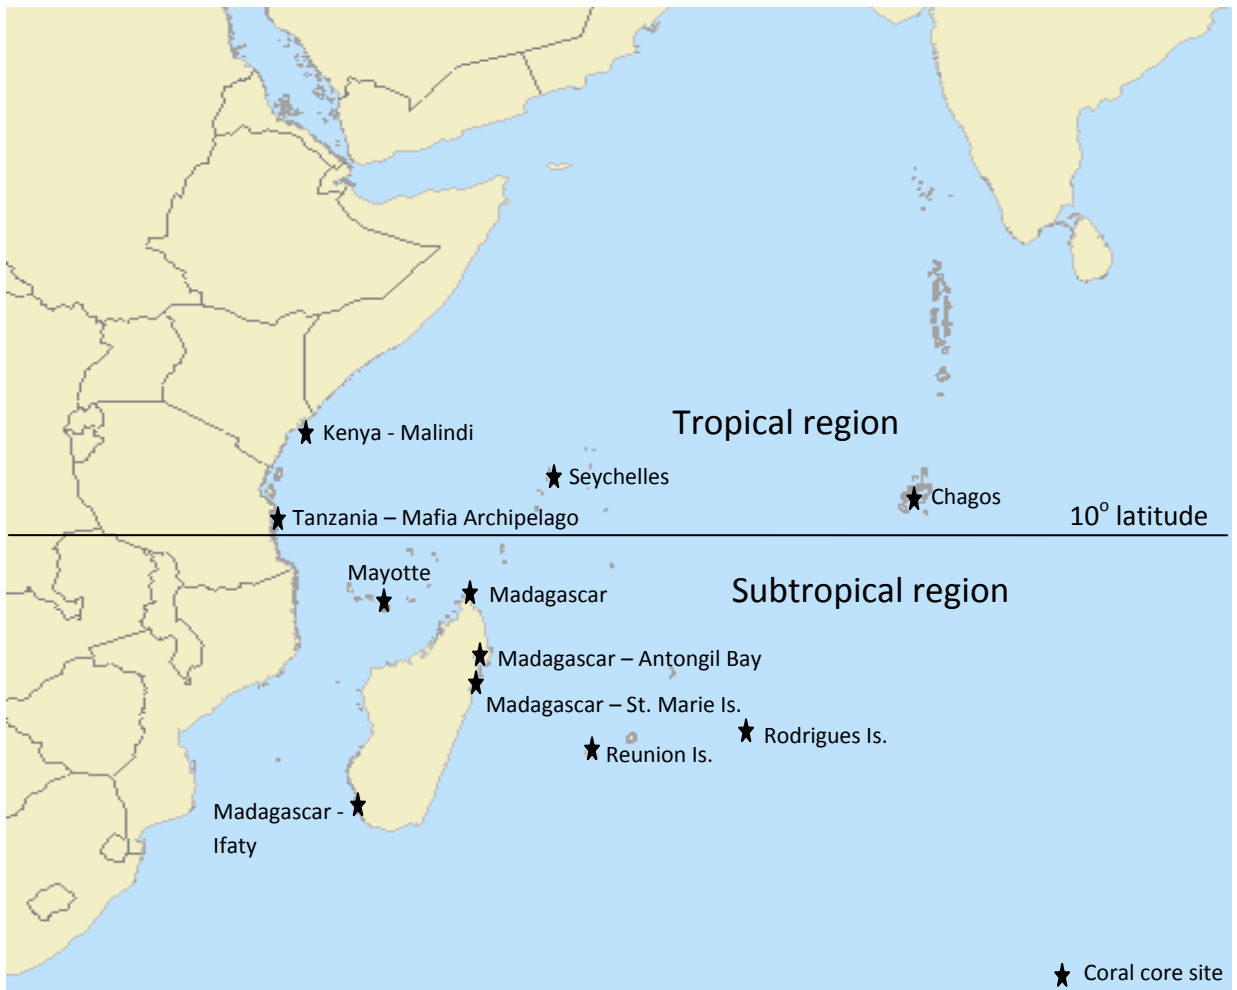 Tropical region
Kenya - Malindi
Seychelles
Chagos
Tanzania – Mafia Archipelago
10° latitude
Mayotte
Madagascar
Subtropical region
Madagascar – Antongil Bay
Madagascar – St. Marie Is.
Rodrigues Is.
Reunion Is.
Madagascar -
Ifaty
Coral core site